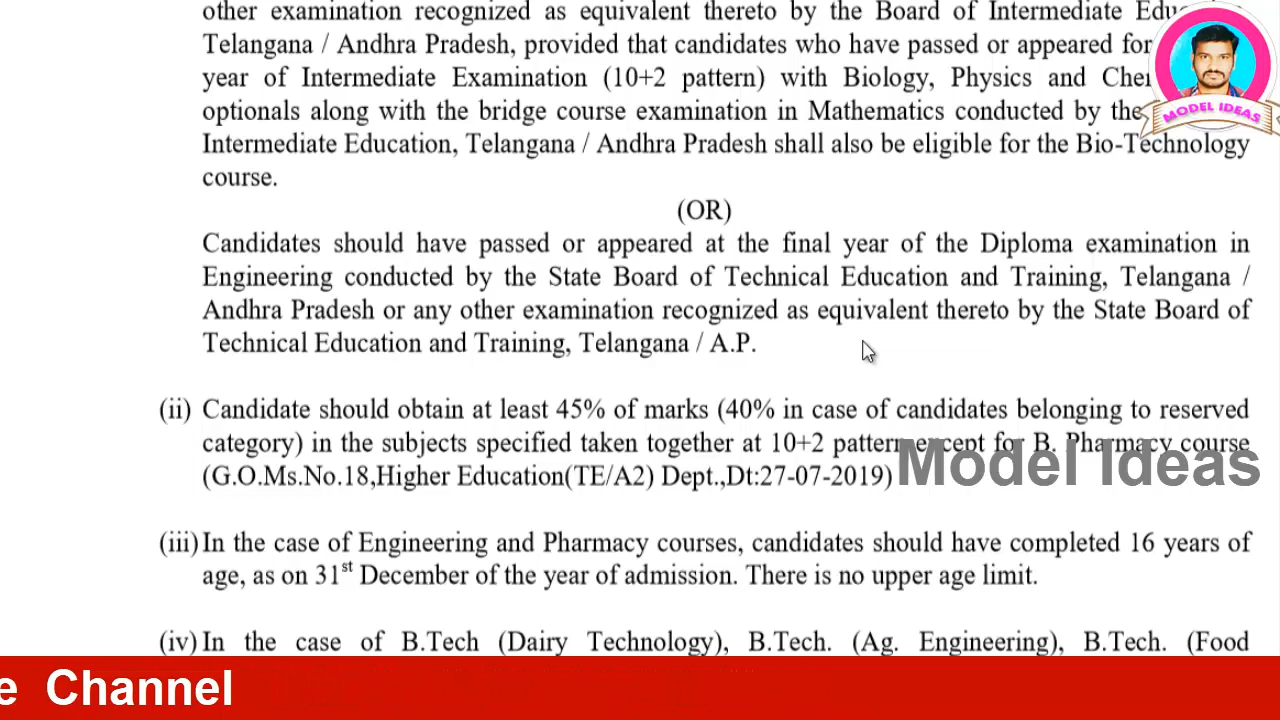 other examination recognized as equivalent thereto by the Board of Intermediate
Telangana / Andhra Pradesh, provided that candidates who have passed or appeared for
year of Intermediate Examination (10+2 pattern) with Biology, Physics and
optionals along with the bridge course examination in Mathematics conducted by the
Intermediate Education, Telangana / Andhra Pradesh shall also be eligible for the Bio-Technology
course.
(OR)
Candidates should have passed or appeared at the final year of the Diploma examination in
Engineering conducted by the State Board of Technical Education and Training, Telangana /
Andhra Pradesh or any other examination recognized as equivalent thereto by the State Board of
Technical Education and Training, Telangana / A.P.
(ii) Candidate should obtain at least 45% of marks (40% in case of candidates belonging to reserved
category) in the subjects specified taken together at 10+2 pattern except for B. Pharmacy course
(G.O.Ms.No.18,Higher Education(TE/A2) Dept.,Dt:27-07-2019)
Model Ideas
(iii) In the case of Engineering and Pharmacy courses, candidates should have completed 16 years of
age, as on 31st December of the year of admission. There is no upper age limit.
(iv) In the case of B.Tech (Dairy Technology), B.Tech. (Ag. Engineering), B.Tech. (Food
e Channel
MODEL IDEAS